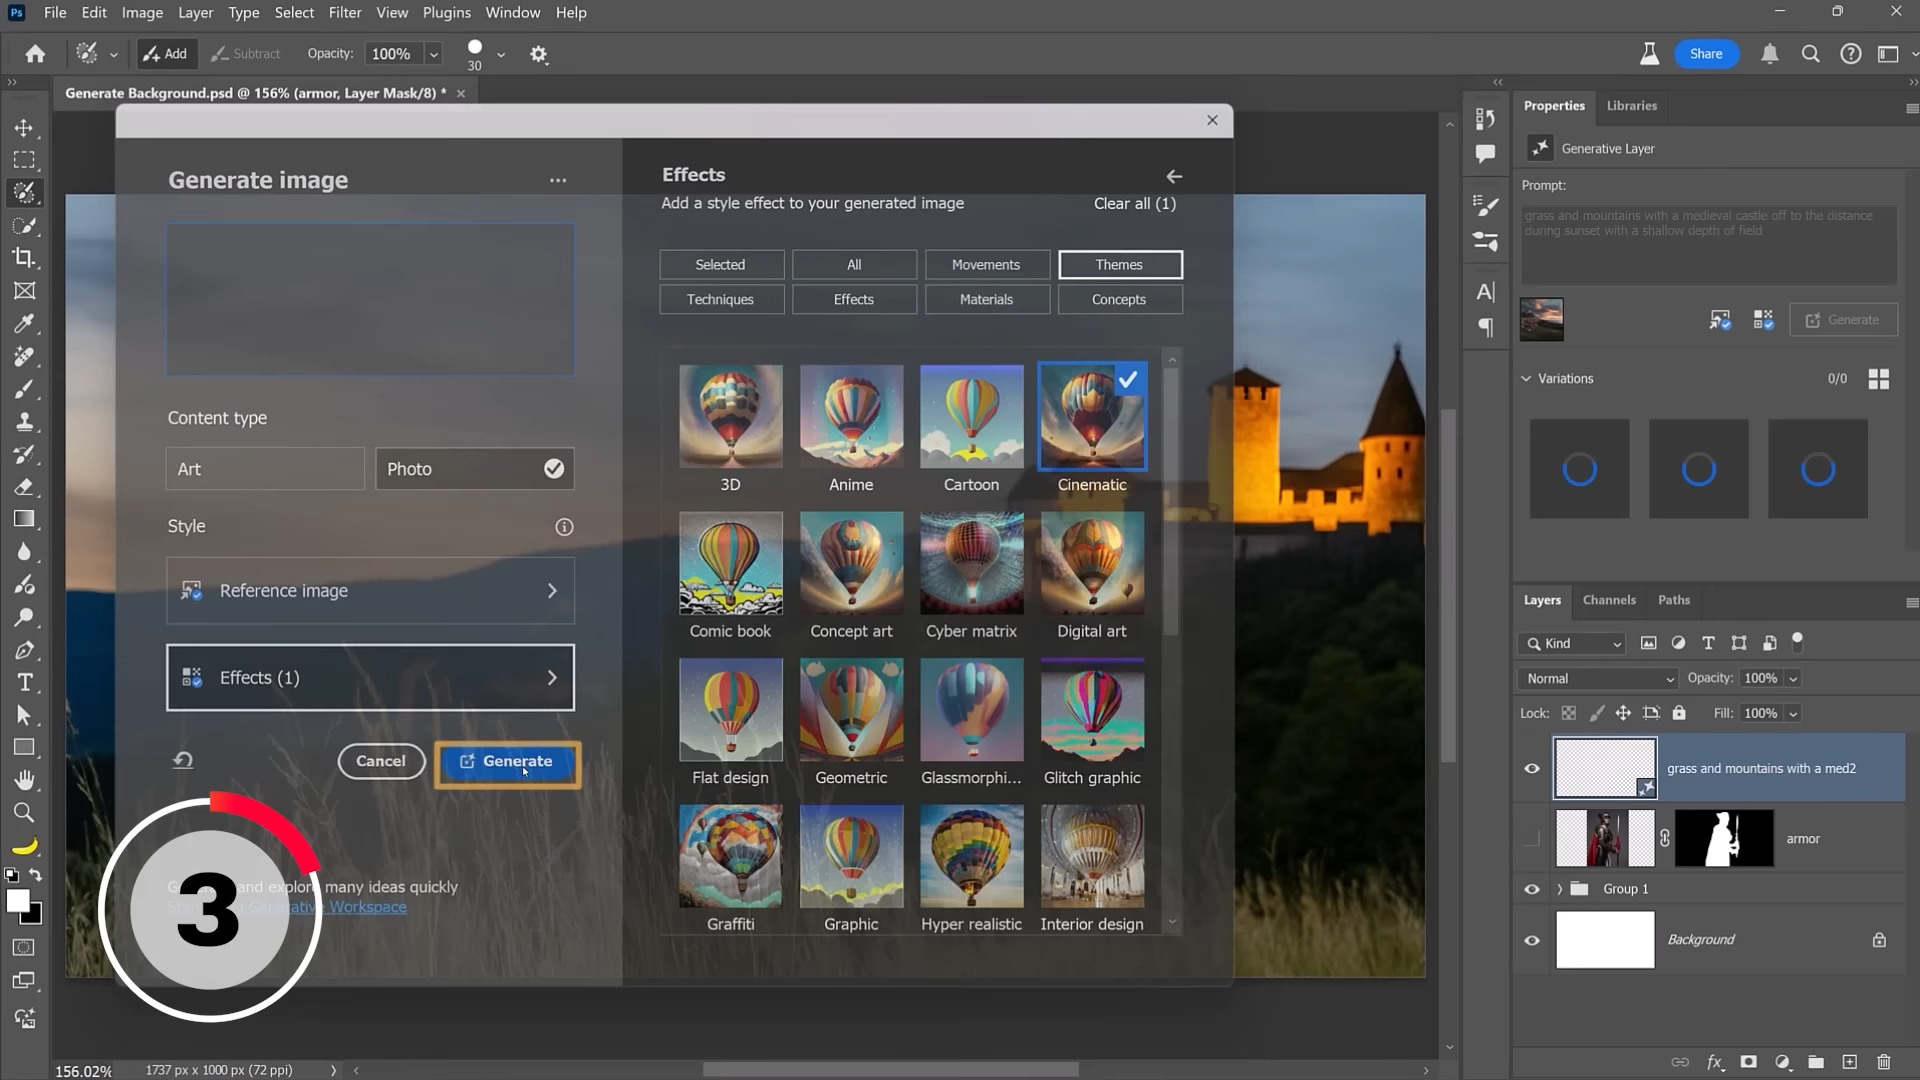 Ps File Edit Image Layer Type Select Filter View Plugins Window Help
Add Subtract Opacity: 100% 30 Share
Generate Background.psd @ 156% (armor, Layer Mask/8) *
Generate image
Content type
Art Photo
Style
Reference image
Effects (1)
Cancel Generate
and explore many ideas quickly
Generative Workspace
3
Effects
Add a style effect to your generated image Clear all (1)
Selected All Movements Themes
Techniques Effects Materials Concepts
3D Anime Cartoon Cinematic
Comic book Concept art Cyber matrix Digital art
Flat design Geometric Glassmorphi... Glitch graphic
Graffiti Graphic Hyper realistic Interior design
Properties Libraries
Generative Layer
Prompt:
grass and mountains with a medieval castle off to the distance
during sunset with a shallow depth of field
Generate
Variations 0/0
Layers Channels Paths
Kind
Normal Opacity: 100%
Lock: Fill: 100%
grass and mountains with a med2
armor
Group 1
Background
156.02% 1737 px x 1000 px (72 ppi)